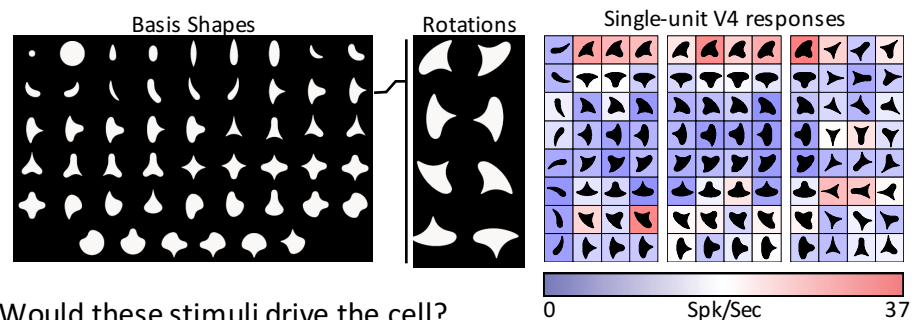 Basis Shapes
Rotations
Single-unit V4 responses
0
Spk/Sec
37
Would these stimuli drive the cell?